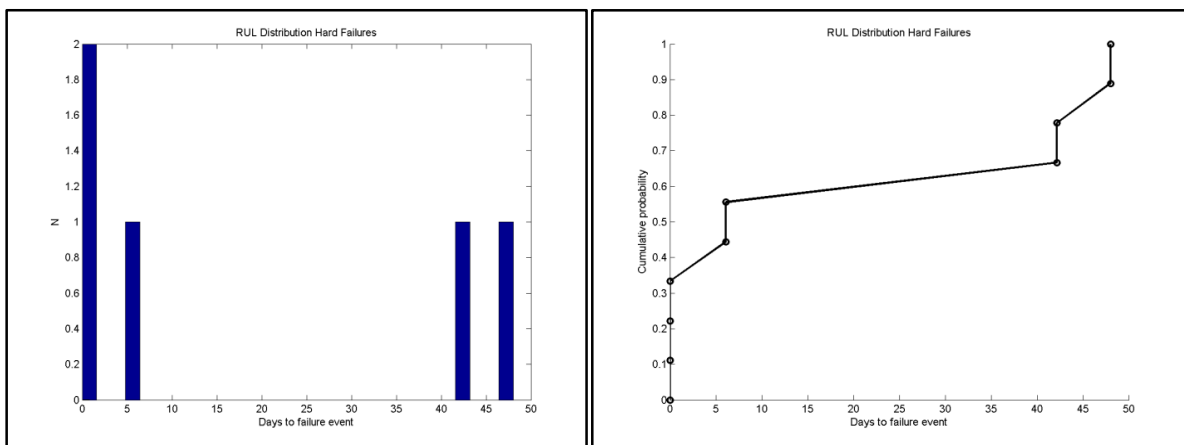 RUL Distribution Hard Failures
2
1.8
1.6
1.4
1.2
1
0.8
0.6
0.4
0.2
0
N
0 5 10 15 20 25 30 35 40 45 50
Days to failure event
RUL Distribution Hard Failures
1
0.9
0.8
0.7
0.6
0.5
0.4
0.3
0.2
0.1
0
Cumulative probability
0 5 10 15 20 25 30 35 40 45 50
Days to failure event